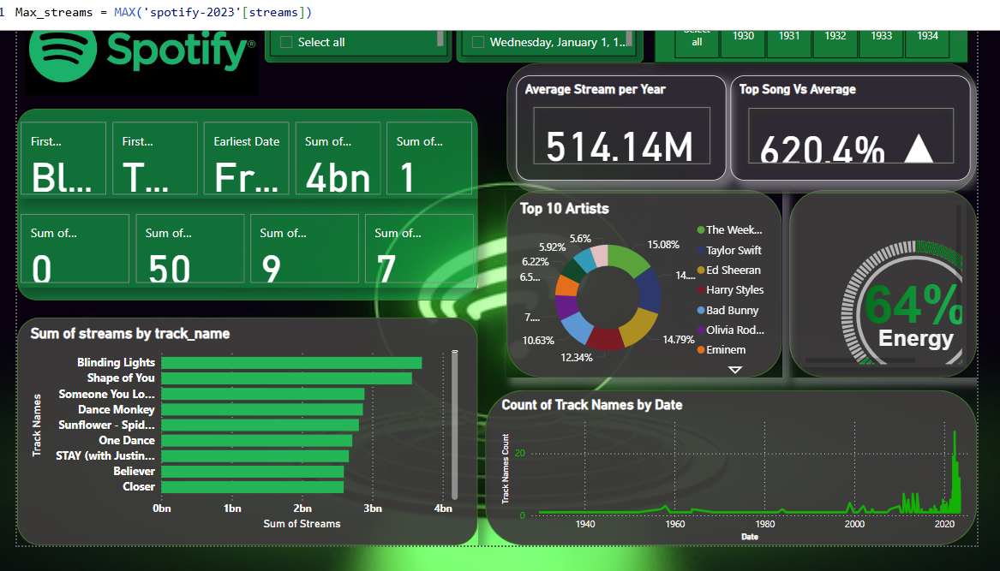 1 Max_streams = MAX('spotify-2023'[streams])
Spotify®
Select all
Wednesday, January 1, 1...
Select all
1930
1931
1932
1933
1934
Average Stream per Year
514.14M
Top Song Vs Average
620.4%
First...
Bl...
First...
T...
Earliest Date
Fr...
Sum of...
4bn
Sum of...
1
Sum of...
0
Sum of...
50
Sum of...
9
Sum of...
7
Top 10 Artists
15.08%
14....
14.79%
12.34%
10.63%
7....
6.5...
6.22%
5.92%
5.6%
The Week...
Taylor Swift
Ed Sheeran
Harry Styles
Bad Bunny
Olivia Rod...
Eminem
64%
Energy
Sum of streams by track_name
Track Names
Blinding Lights
Shape of You
Someone You Lo...
Dance Monkey
Sunflower - Spid...
One Dance
STAY (with Justin...
Believer
Closer
0bn
1bn
2bn
3bn
4bn
Sum of Streams
Count of Track Names by Date
Track Names Count
20
0
1940
1960
1980
2000
2020
Date